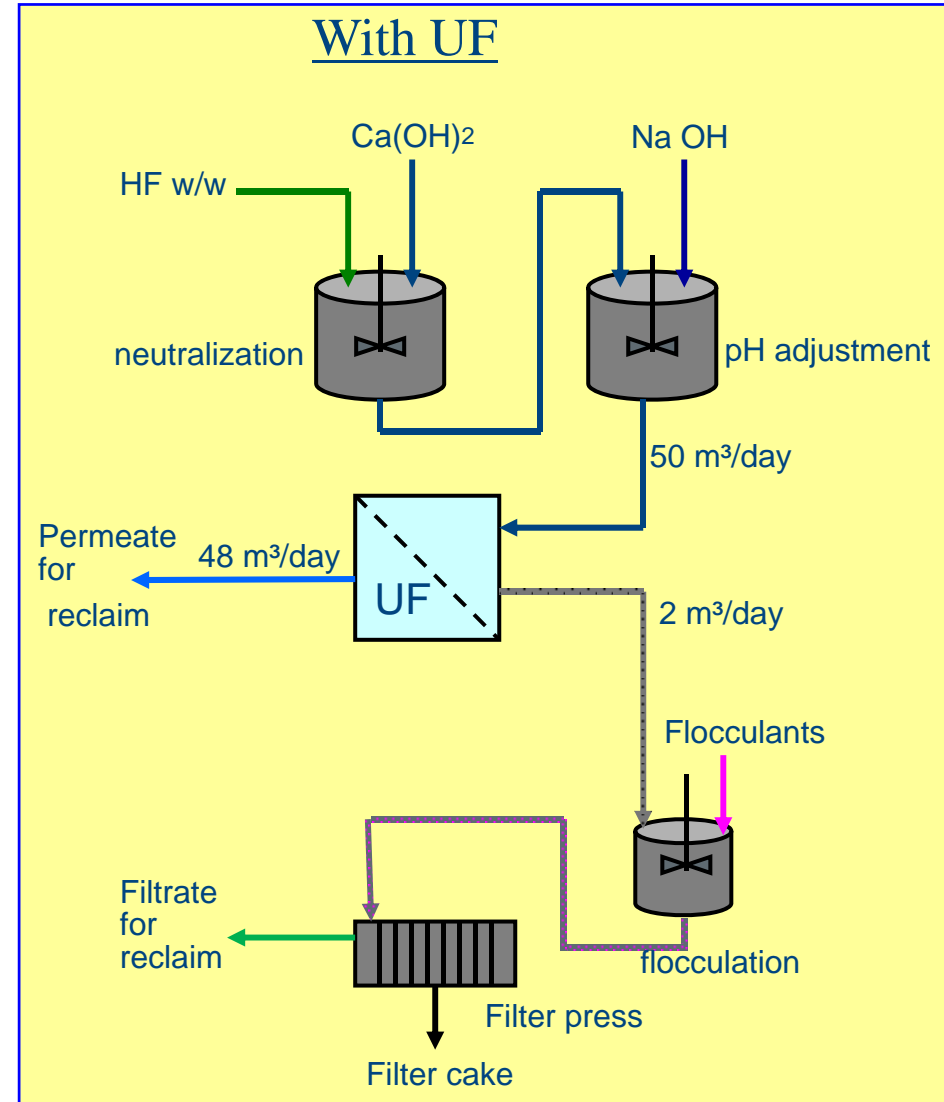 With UF
Ca(OH)2
Na OH
HF w/w
neutralization
pH adjustment
50 m³/day
Permeate
for
reclaim
48 m³/day
UF
2 m³/day
Flocculants
Filtrate
for
reclaim
flocculation
Filter press
Filter cake